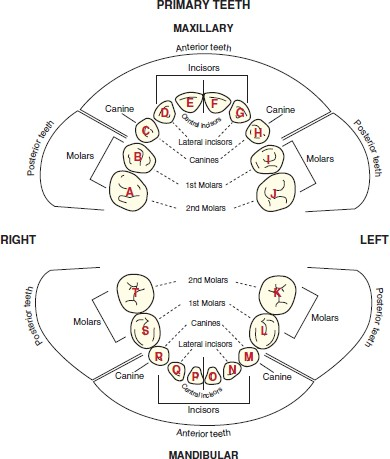 PRIMARY TEETH
MAXILLARY
Anterior teeth
Incisors
E F
D G
Central incisors
Canine Canine
C H
Lateral incisors
Posterior teeth Posterior teeth
Molars Molars
B I
Canines
A J
1st Molars
2nd Molars
RIGHT LEFT
2nd Molars
T K
Posterior teeth Posterior teeth
1st Molars
Molars Molars
Canines
S L
Lateral incisors
R M
Q P O N
Canine Canine
Central incisors
Incisors
Anterior teeth
MANDIBULAR